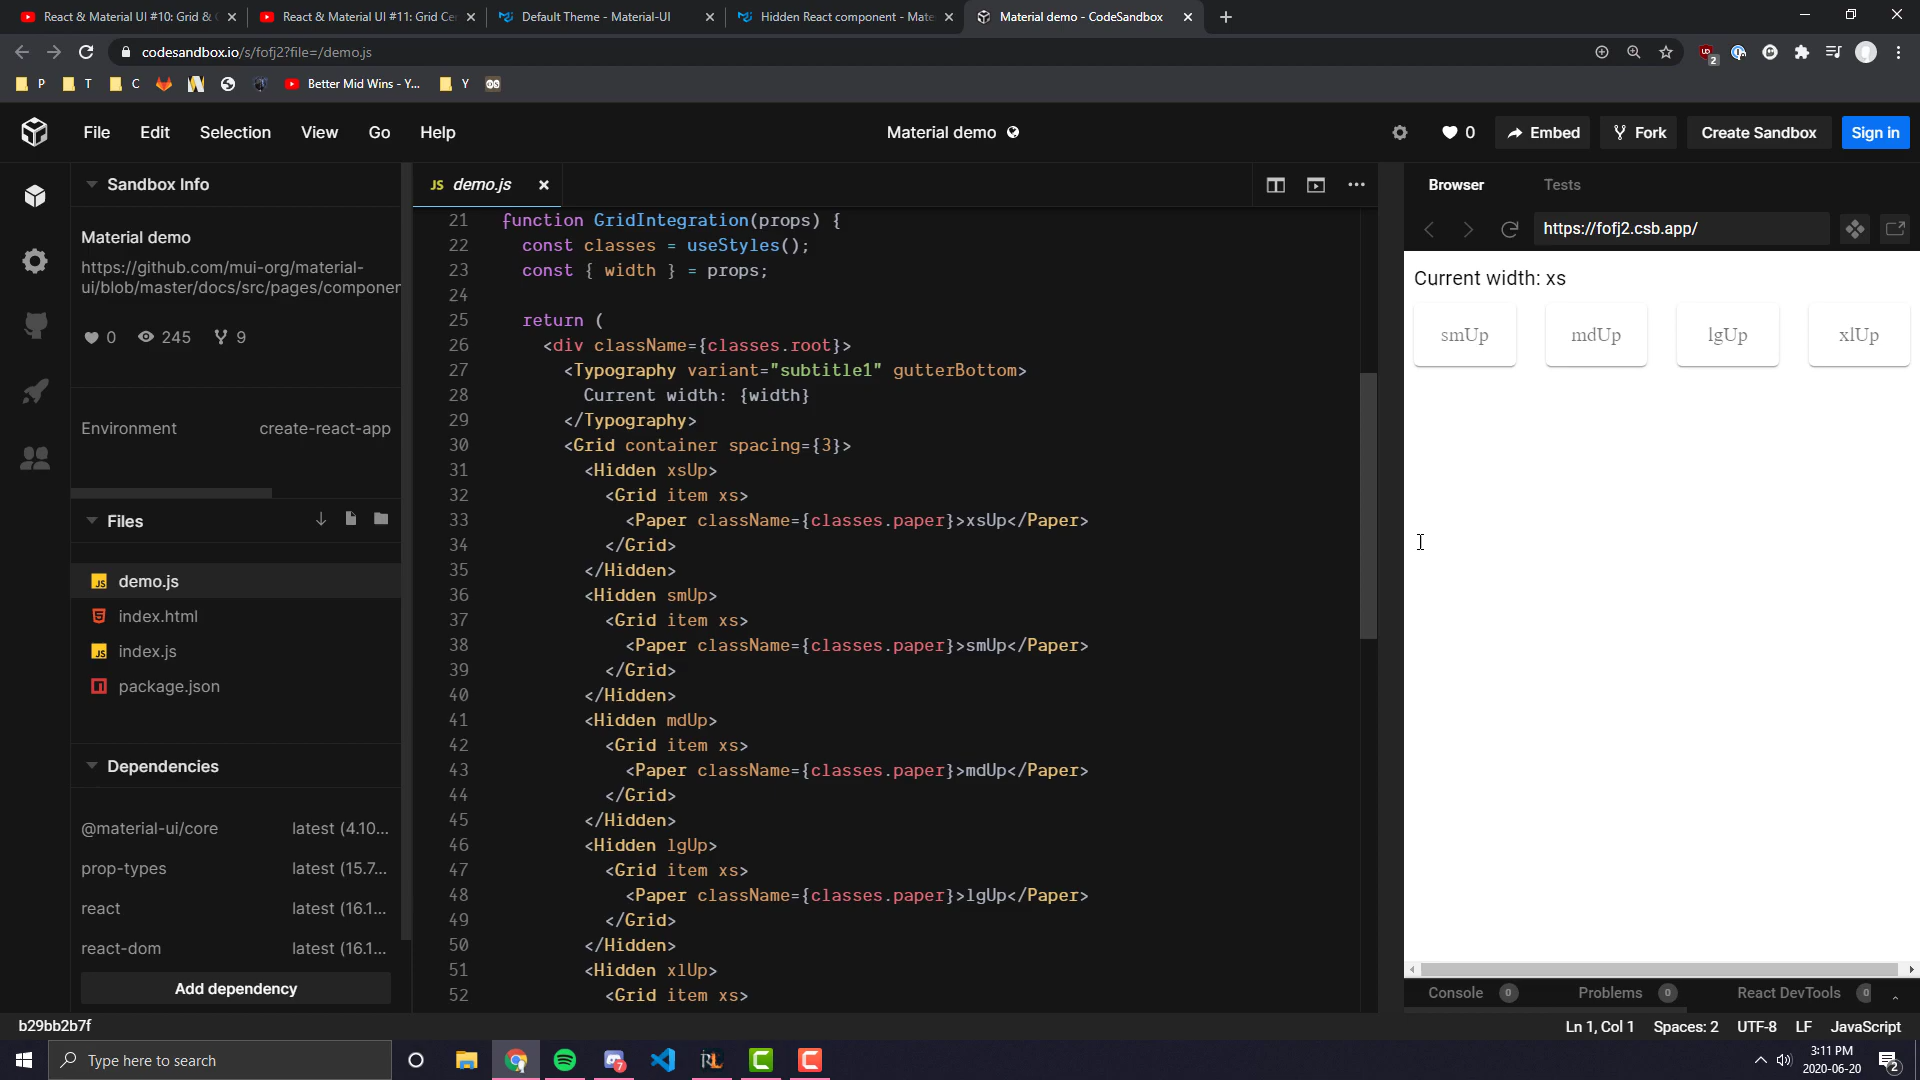 React & Material UI #10: Grid & 
React & Material UI #11: Grid Ce
Default Theme - Material-UI
Hidden React component - Mate
Material demo - CodeSandbox
codesandbox.io/s/fofj2?file=/demo.js
2
P
T
C
Better Mid Wins - Y...
Y
File
Edit
Selection
View
Go
Help
Material demo
0
Embed
Fork
Create Sandbox
Sign in
Sandbox Info
Material demo
https://github.com/mui-org/material-
ui/blob/master/docs/src/pages/componen
0
245
9
Environment
create-react-app
Files
demo.js
index.html
index.js
package.json
Dependencies
@material-ui/core
latest (4.10...
prop-types
latest (15.7...
react
latest (16.1...
react-dom
latest (16.1...
Add dependency
JS demo.js
21 function GridIntegration(props) {
22 const classes = useStyles();
23 const { width } = props;
24
25 return (
26 <div className={classes.root}>
27 <Typography variant="subtitle1" gutterBottom>
28 Current width: {width}
29 </Typography>
30 <Grid container spacing={3}>
31 <Hidden xsUp>
32 <Grid item xs>
33 <Paper className={classes.paper}>xsUp</Paper>
34 </Grid>
35 </Hidden>
36 <Hidden smUp>
37 <Grid item xs>
38 <Paper className={classes.paper}>smUp</Paper>
39 </Grid>
40 </Hidden>
41 <Hidden mdUp>
42 <Grid item xs>
43 <Paper className={classes.paper}>mdUp</Paper>
44 </Grid>
45 </Hidden>
46 <Hidden lgUp>
47 <Grid item xs>
48 <Paper className={classes.paper}>lgUp</Paper>
49 </Grid>
50 </Hidden>
51 <Hidden xlUp>
52 <Grid item xs>
Browser
Tests
https://fofj2.csb.app/
Current width: xs
smUp
mdUp
lgUp
xlUp
Console 0
Problems 0
React DevTools 0
b29bb2b7f
Ln 1, Col 1
Spaces: 2
UTF-8
LF
JavaScript
Type here to search
7
3:11 PM
2020-06-20
2